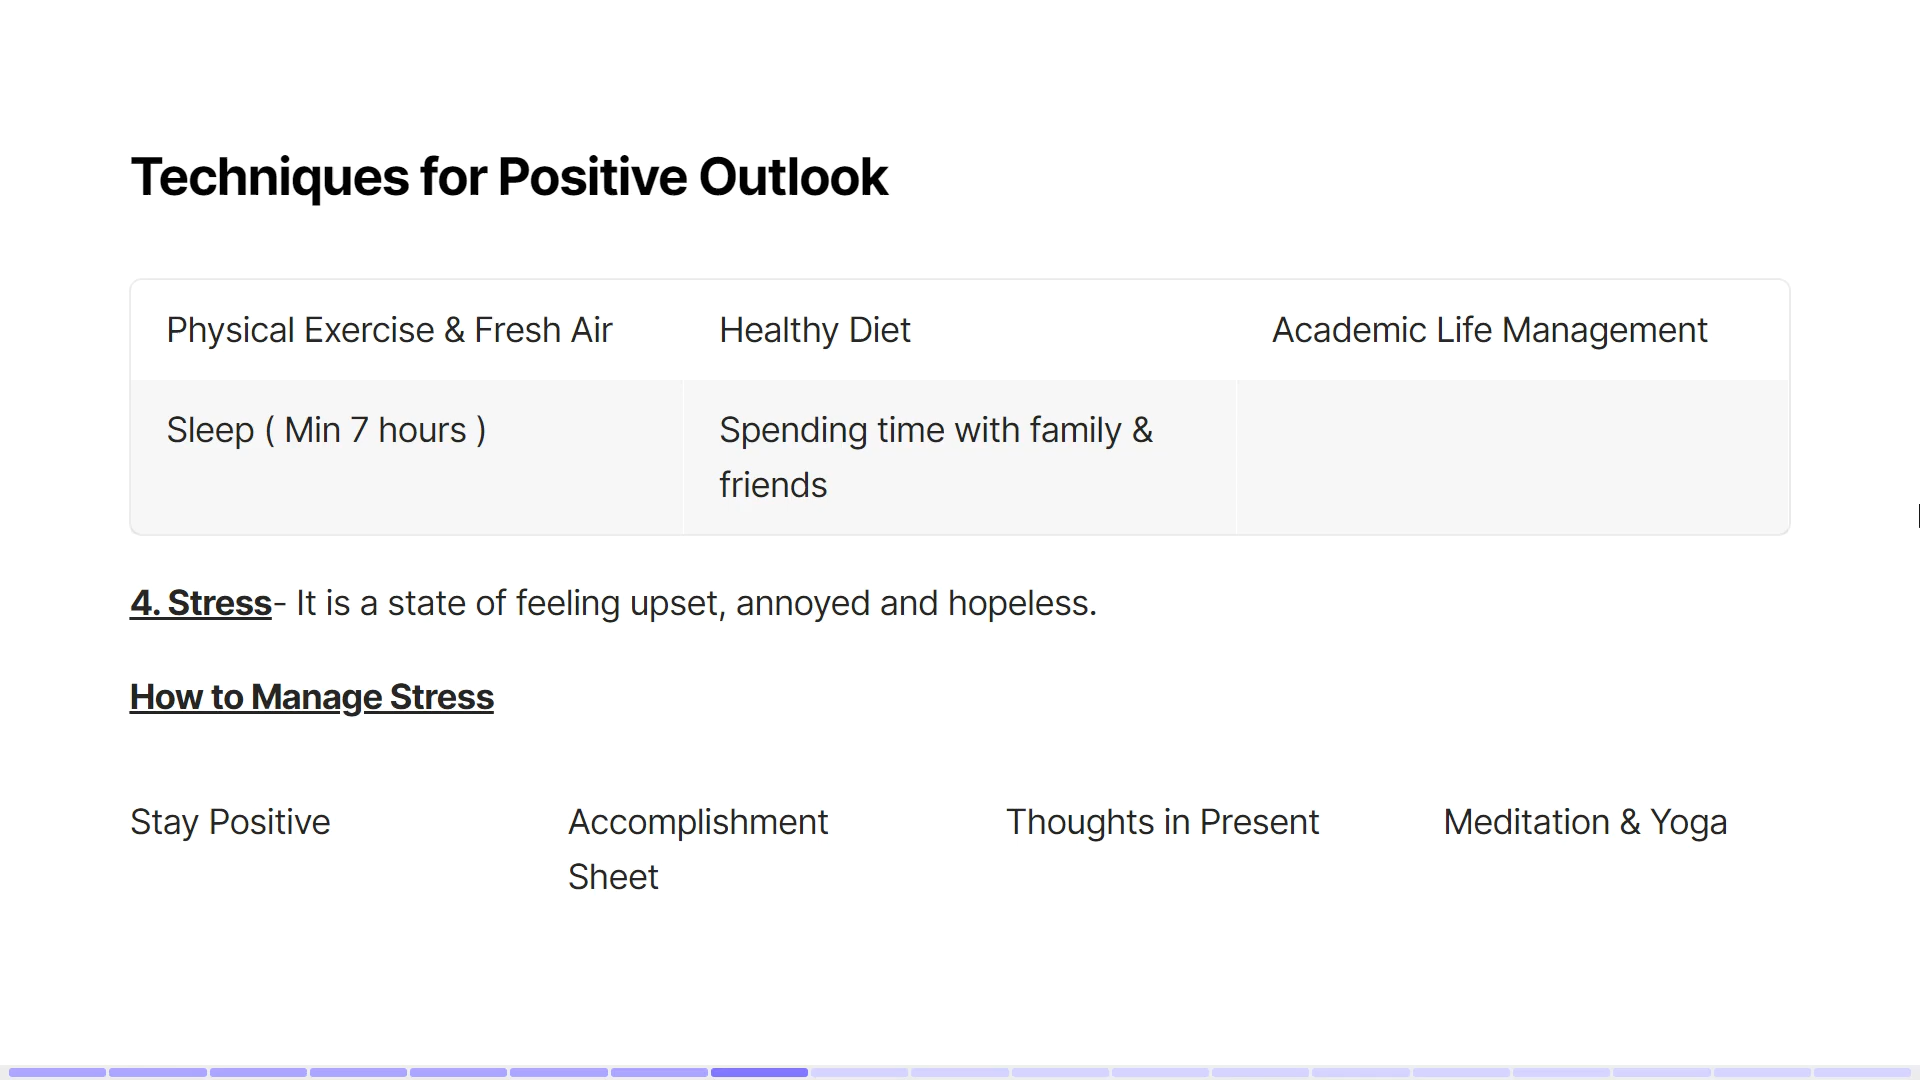 Techniques for Positive Outlook
Physical Exercise & Fresh Air
Healthy Diet
Academic Life Management
Sleep ( Min 7 hours )
Spending time with family &
friends
4. Stress- It is a state of feeling upset, annoyed and hopeless.
How to Manage Stress
Stay Positive
Accomplishment
Sheet
Thoughts in Present
Meditation & Yoga